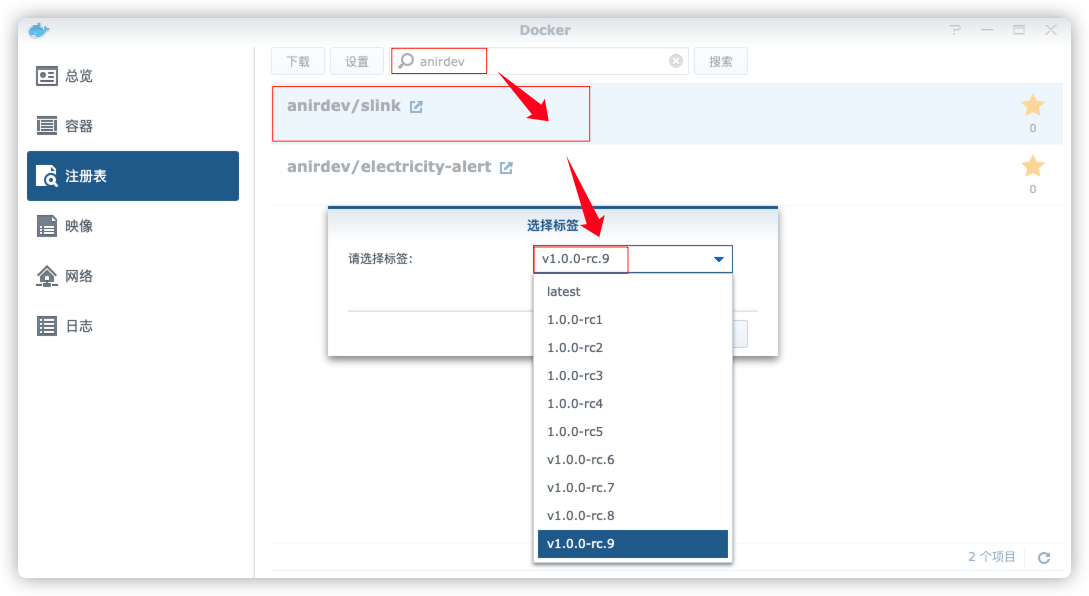 Docker
总览
容器
注册表
映像
网络
日志
下载 设置 anirdev 搜索
anirdev/slink
0
anirdev/electricity-alert
0
选择标签
请选择标签: v1.0.0-rc.9
latest
1.0.0-rc1
1.0.0-rc2
1.0.0-rc3
1.0.0-rc4
1.0.0-rc5
v1.0.0-rc.6
v1.0.0-rc.7
v1.0.0-rc.8
v1.0.0-rc.9
2 个项目